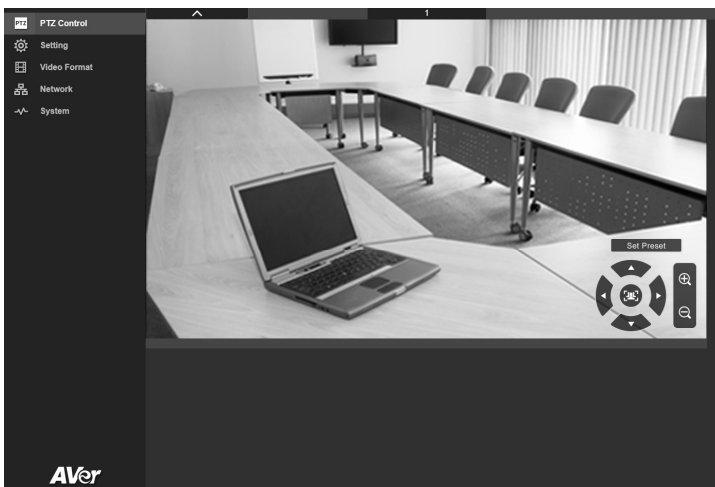 PTZ PTZ Control
1
Setting
Video Format
Network
System
Set Preset
AVer